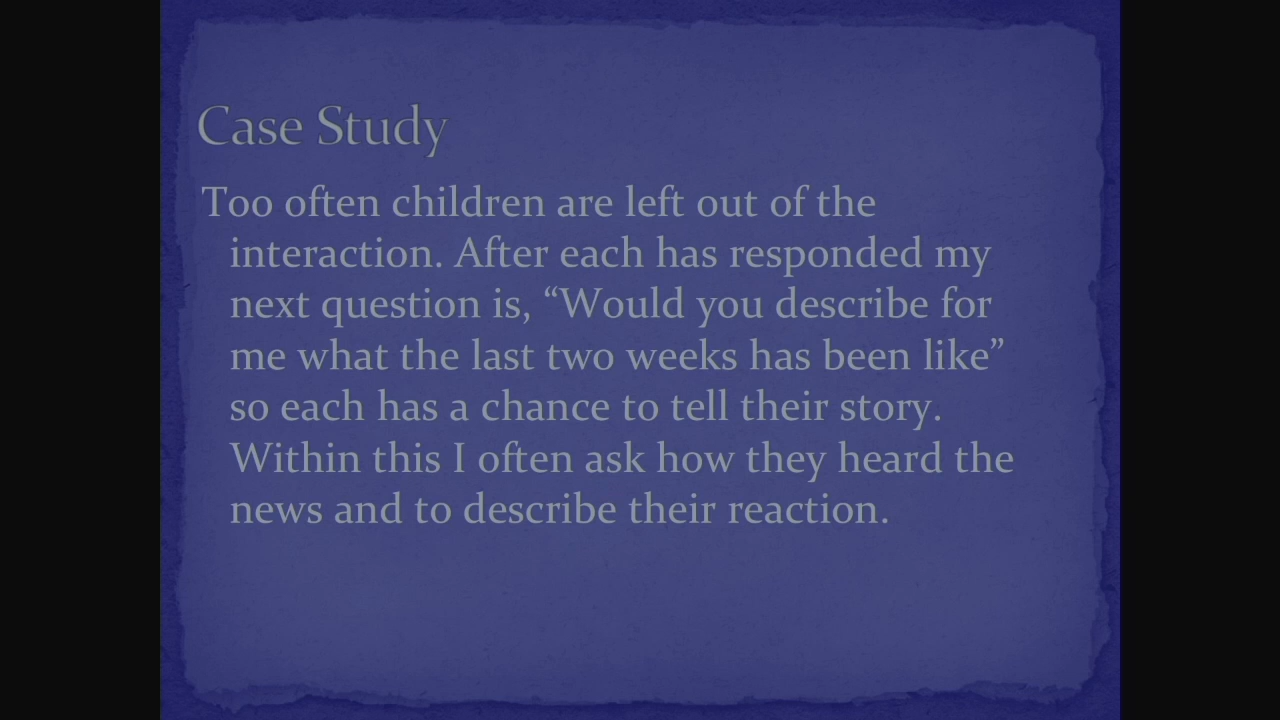 Case Study
Too often children are left out of the
interaction. After each has responded my
next question is, “Would you describe for
me what the last two weeks has been like”
so each has a chance to tell their story.
Within this I often ask how they heard the
news and to describe their reaction.